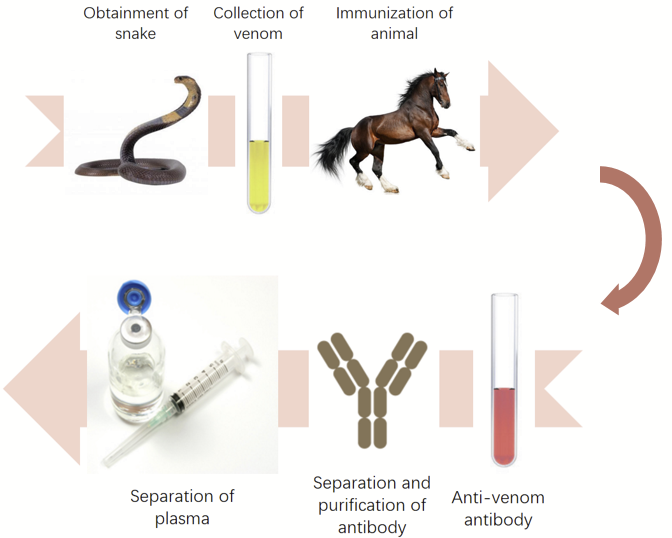 Obtainment of
snake
Collection of
venom
Immunization of
animal
Separation of
plasma
Separation and
purification of
antibody
Anti-venom
antibody